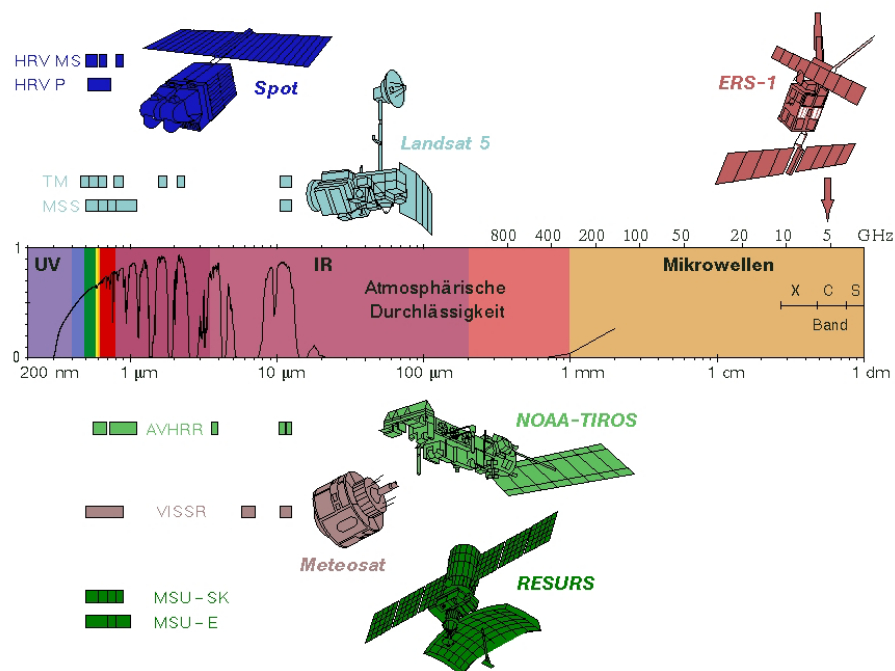 HRV MS
HRV P
Spot
ERS-1
Landsat 5
TM
MSS
800 400 200 100 50 20 10 5 GHz
1
UV IR Mikrowellen
Atmosphärische
Durchlässigkeit
X C S
Band
0
200 nm 1 µm 10 µm 100 µm 1 mm 1 cm 1 dm
NOAA-TIROS
AVHRR
VISSR
Meteosat
RESURS
MSU-SK
MSU-E